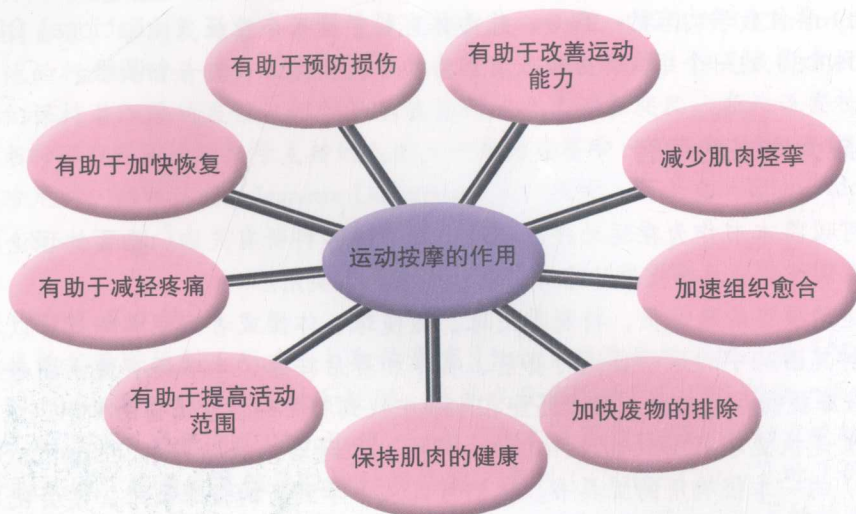 有助于预防损伤
有助于改善运动
能力
有助于加快恢复
减少肌肉痉挛
运动按摩的作用
有助于减轻疼痛
加速组织愈合
有助于提高活动
范围
加快废物的排除
保持肌肉的健康